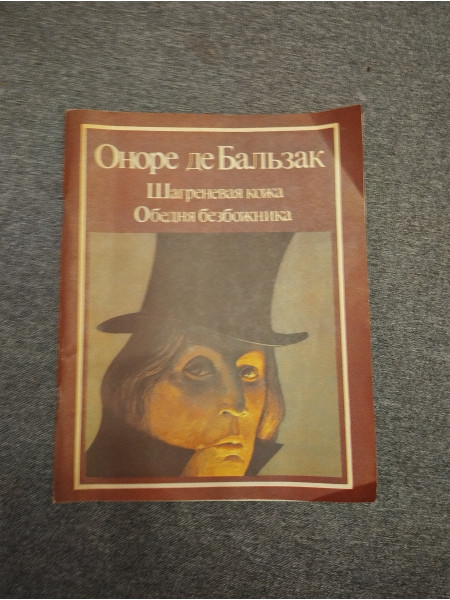 Оноре де Бальзак
Шагреневая кожа
Обедня безбожника